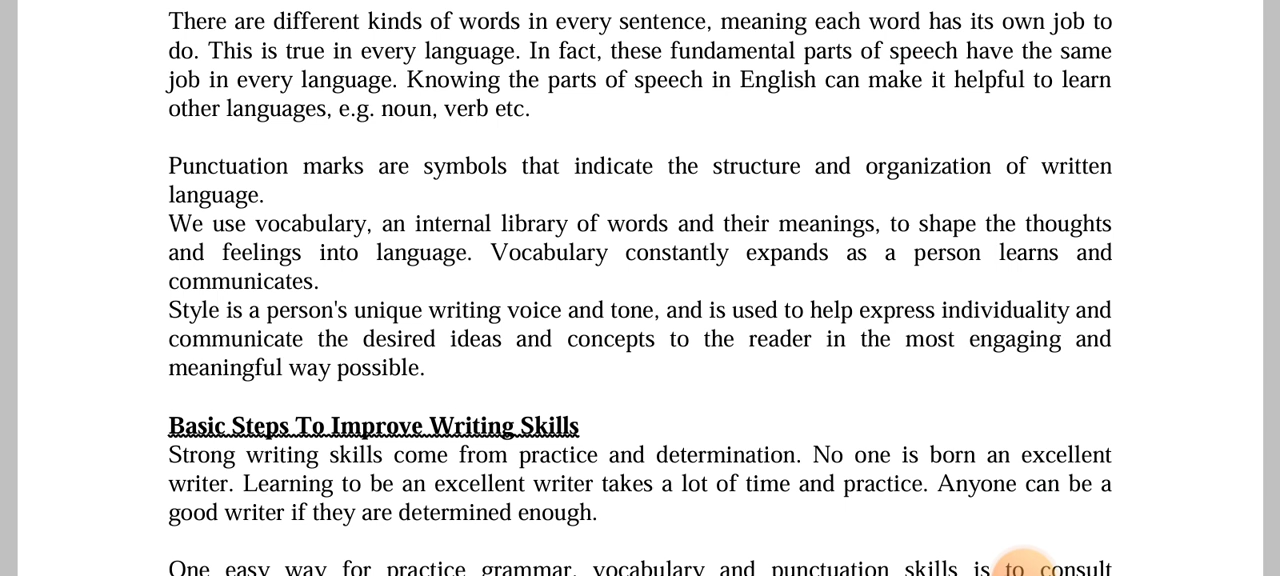 There are different kinds of words in every sentence, meaning each word has its own job to
do. This is true in every language. In fact, these fundamental parts of speech have the same
job in every language. Knowing the parts of speech in English can make it helpful to learn
other languages, e.g. noun, verb etc.
Punctuation marks are symbols that indicate the structure and organization of written
language.
We use vocabulary, an internal library of words and their meanings, to shape the thoughts
and feelings into language. Vocabulary constantly expands as a person learns and
communicates.
Style is a person's unique writing voice and tone, and is used to help express individuality and
communicate the desired ideas and concepts to the reader in the most engaging and
meaningful way possible.
Basic Steps To Improve Writing Skills
Strong writing skills come from practice and determination. No one is born an excellent
writer. Learning to be an excellent writer takes a lot of time and practice. Anyone can be a
good writer if they are determined enough.
One easy way for practice grammar, vocabulary and punctuation skills is to consult